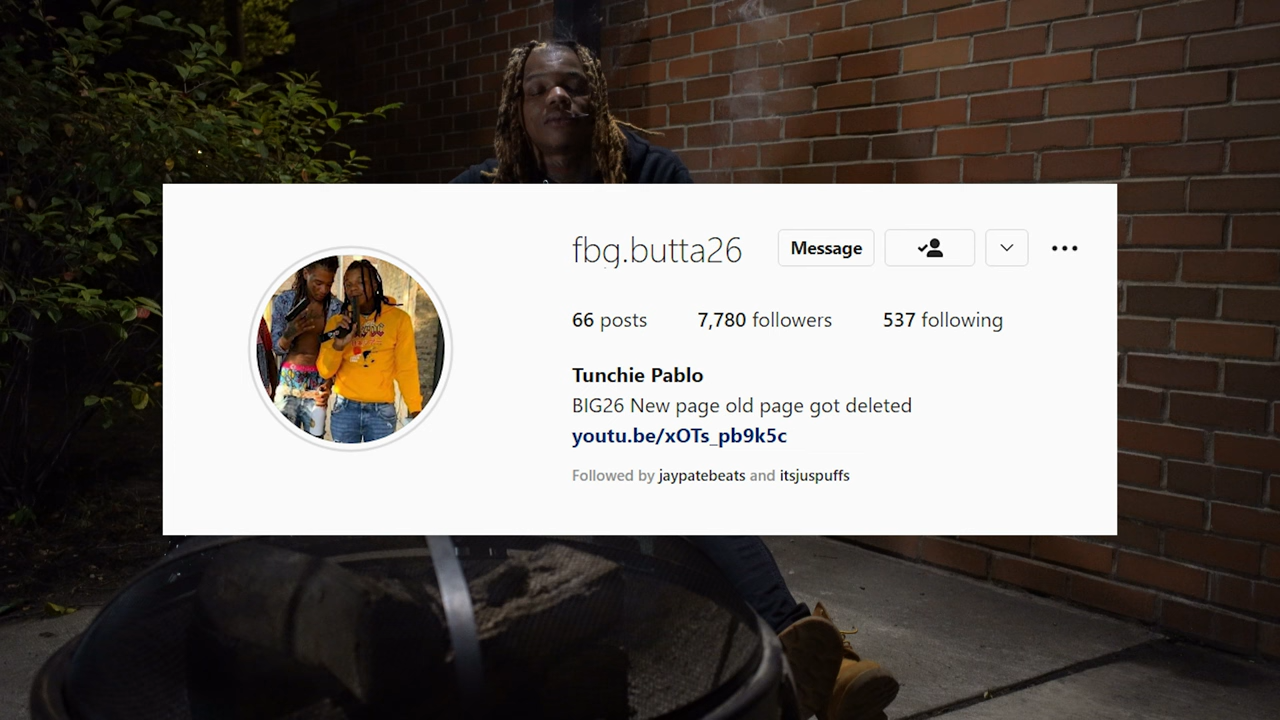 fbg.butta26 Message
66 posts 7,780 followers 537 following
Tunchie Pablo
BIG26 New page old page got deleted
youtu.be/xOTs_pb9k5c
Followed by jaypatebeats and itsjuspuffs